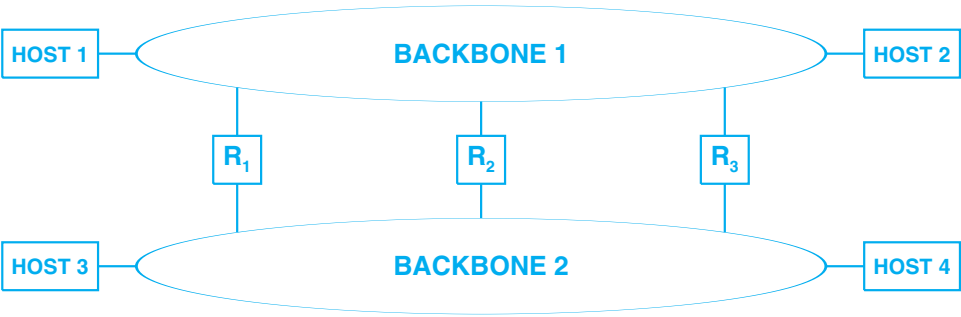 HOST 1
BACKBONE 1
HOST 2
R1
R2
R3
HOST 3
BACKBONE 2
HOST 4